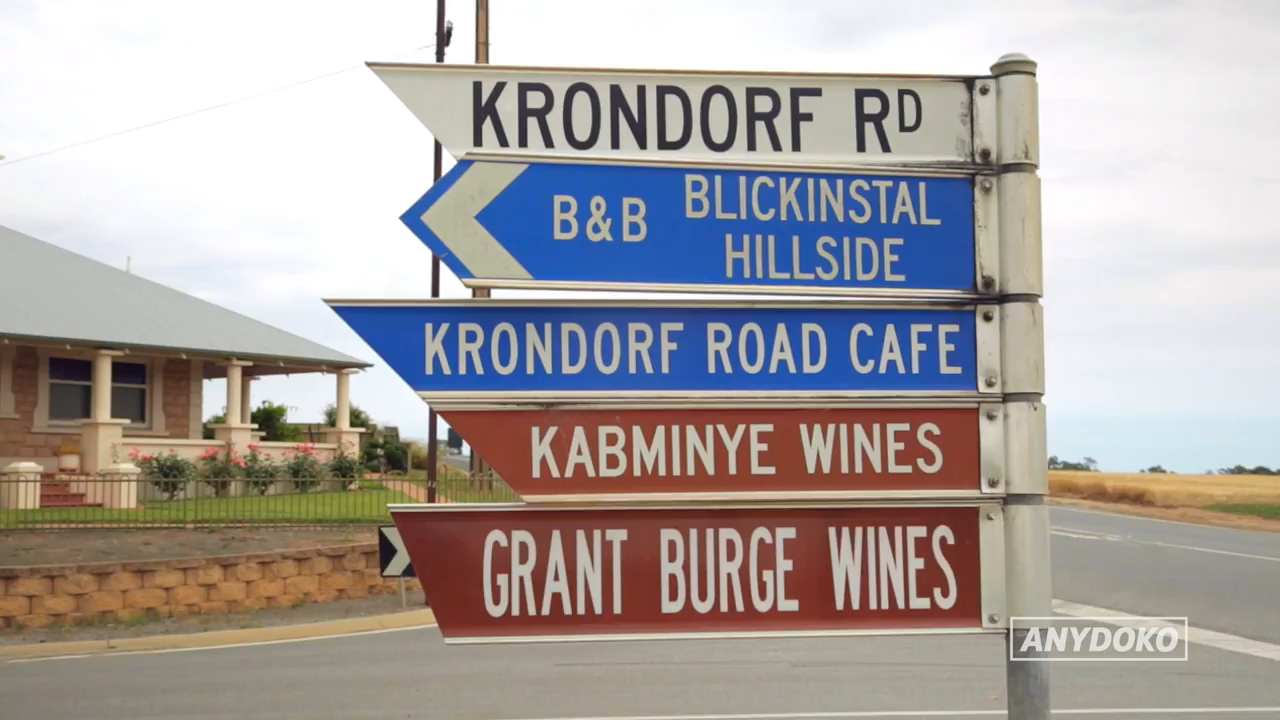 KRONDORF RD
B&B BLICKINSTAL
HILLSIDE
KRONDORF ROAD CAFE
KABMINYE WINES
GRANT BURGE WINES
ANYDOKO